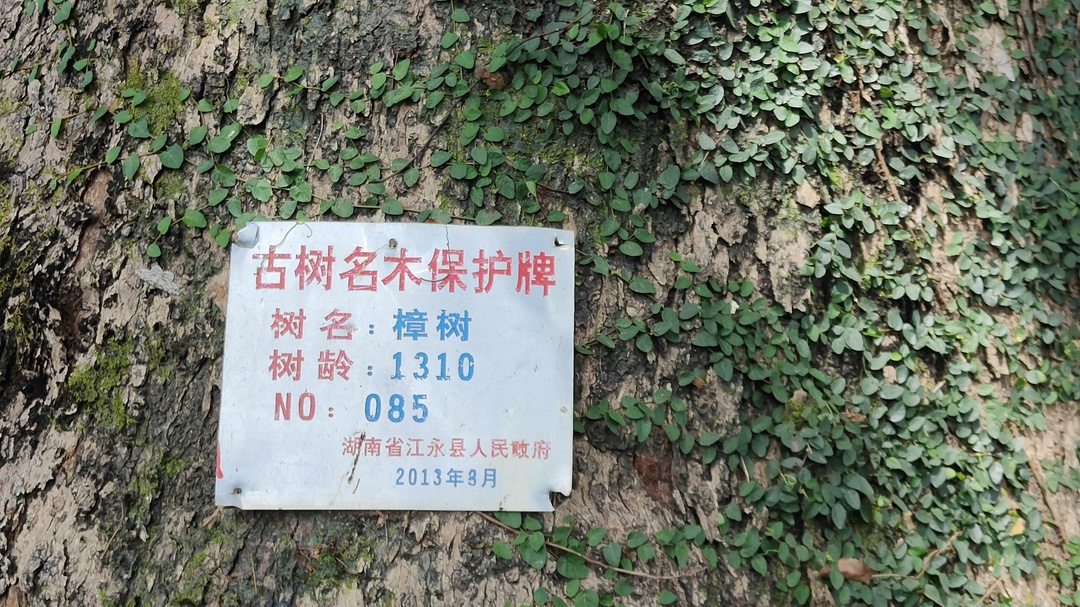 古树名木保护牌
树名：樟树
树龄：1310
NO：085
湖南省江永县人民政府
2013年3月